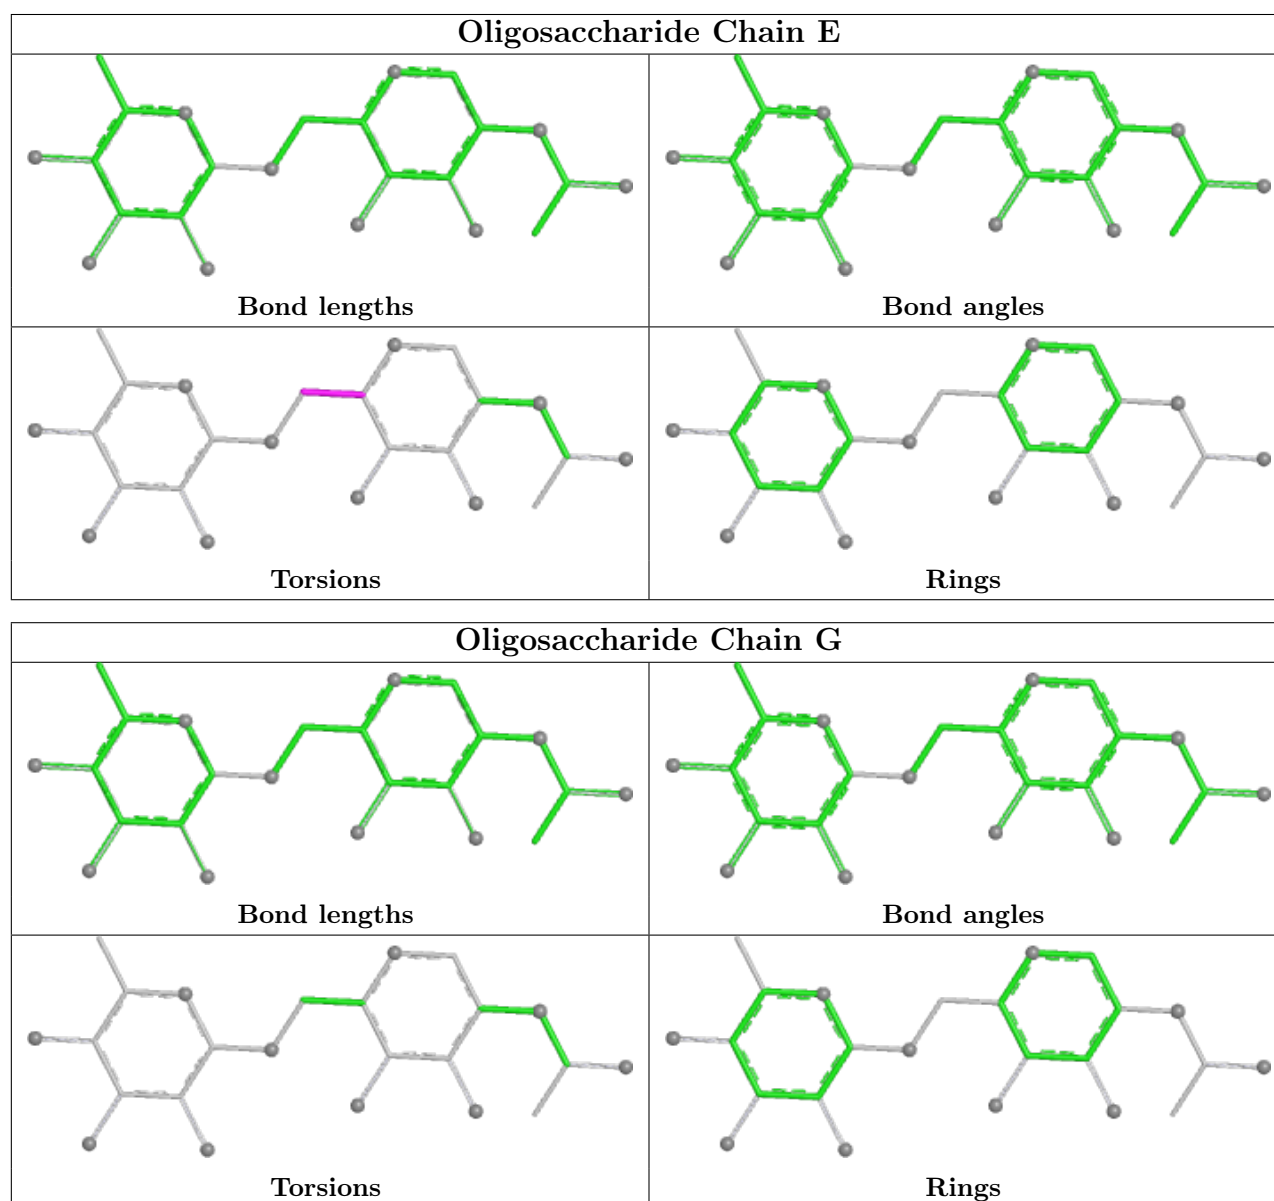 Oligosaccharide Chain E
Bond lengths
Bond angles
Torsions
Rings
Oligosaccharide Chain G
Bond lengths
Bond angles
Torsions
Rings